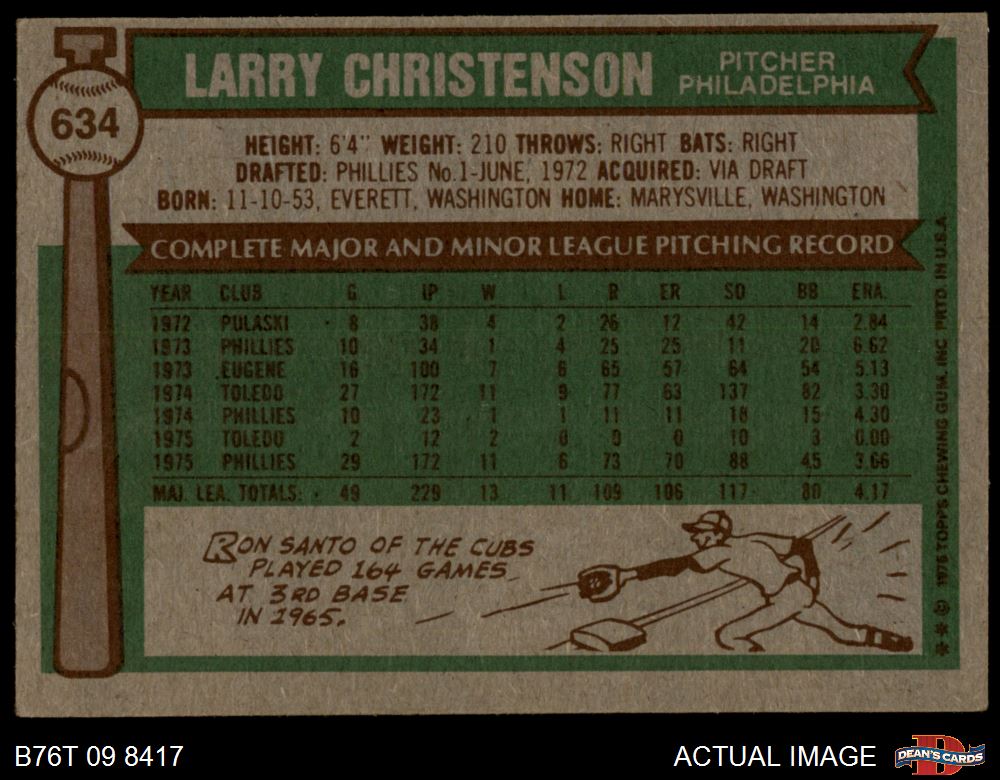 634
LARRY CHRISTENSON
PITCHER
PHILADELPHIA
HEIGHT: 6'4" WEIGHT: 210 THROWS: RIGHT BATS: RIGHT
DRAFTED: PHILLIES No.1-JUNE, 1972 ACQUIRED: VIA DRAFT
BORN: 11-10-53, EVERETT, WASHINGTON HOME: MARYSVILLE, WASHINGTON
COMPLETE MAJOR AND MINOR LEAGUE PITCHING RECORD
YEAR CLUB G IP W L R ER SO BB ERA.
1972 PULASKI 8 38 4 2 26 12 42 14 2.84
1973 PHILLIES 10 34 1 4 25 25 11 20 6.62
1973 EUGENE 16 100 7 6 65 57 64 54 5.13
1974 TOLEDO 27 172 11 9 77 63 137 82 3.30
1974 PHILLIES 10 23 1 1 11 11 18 15 4.30
1975 TOLEDO 2 12 2 0 0 0 10 3 0.00
1975 PHILLIES 29 172 11 6 73 70 88 45 3.66
MAJ. LEA. TOTALS: 49 229 13 11 109 106 117 80 4.17
RON SANTO OF THE CUBS
PLAYED 164 GAMES
AT 3RD BASE
IN 1965.
** © 1976 TOPPS CHEWING GUM, INC PRTD. IN U.S.A.
B76T 09 8417
ACTUAL IMAGE
D
DEAN'S CARDS